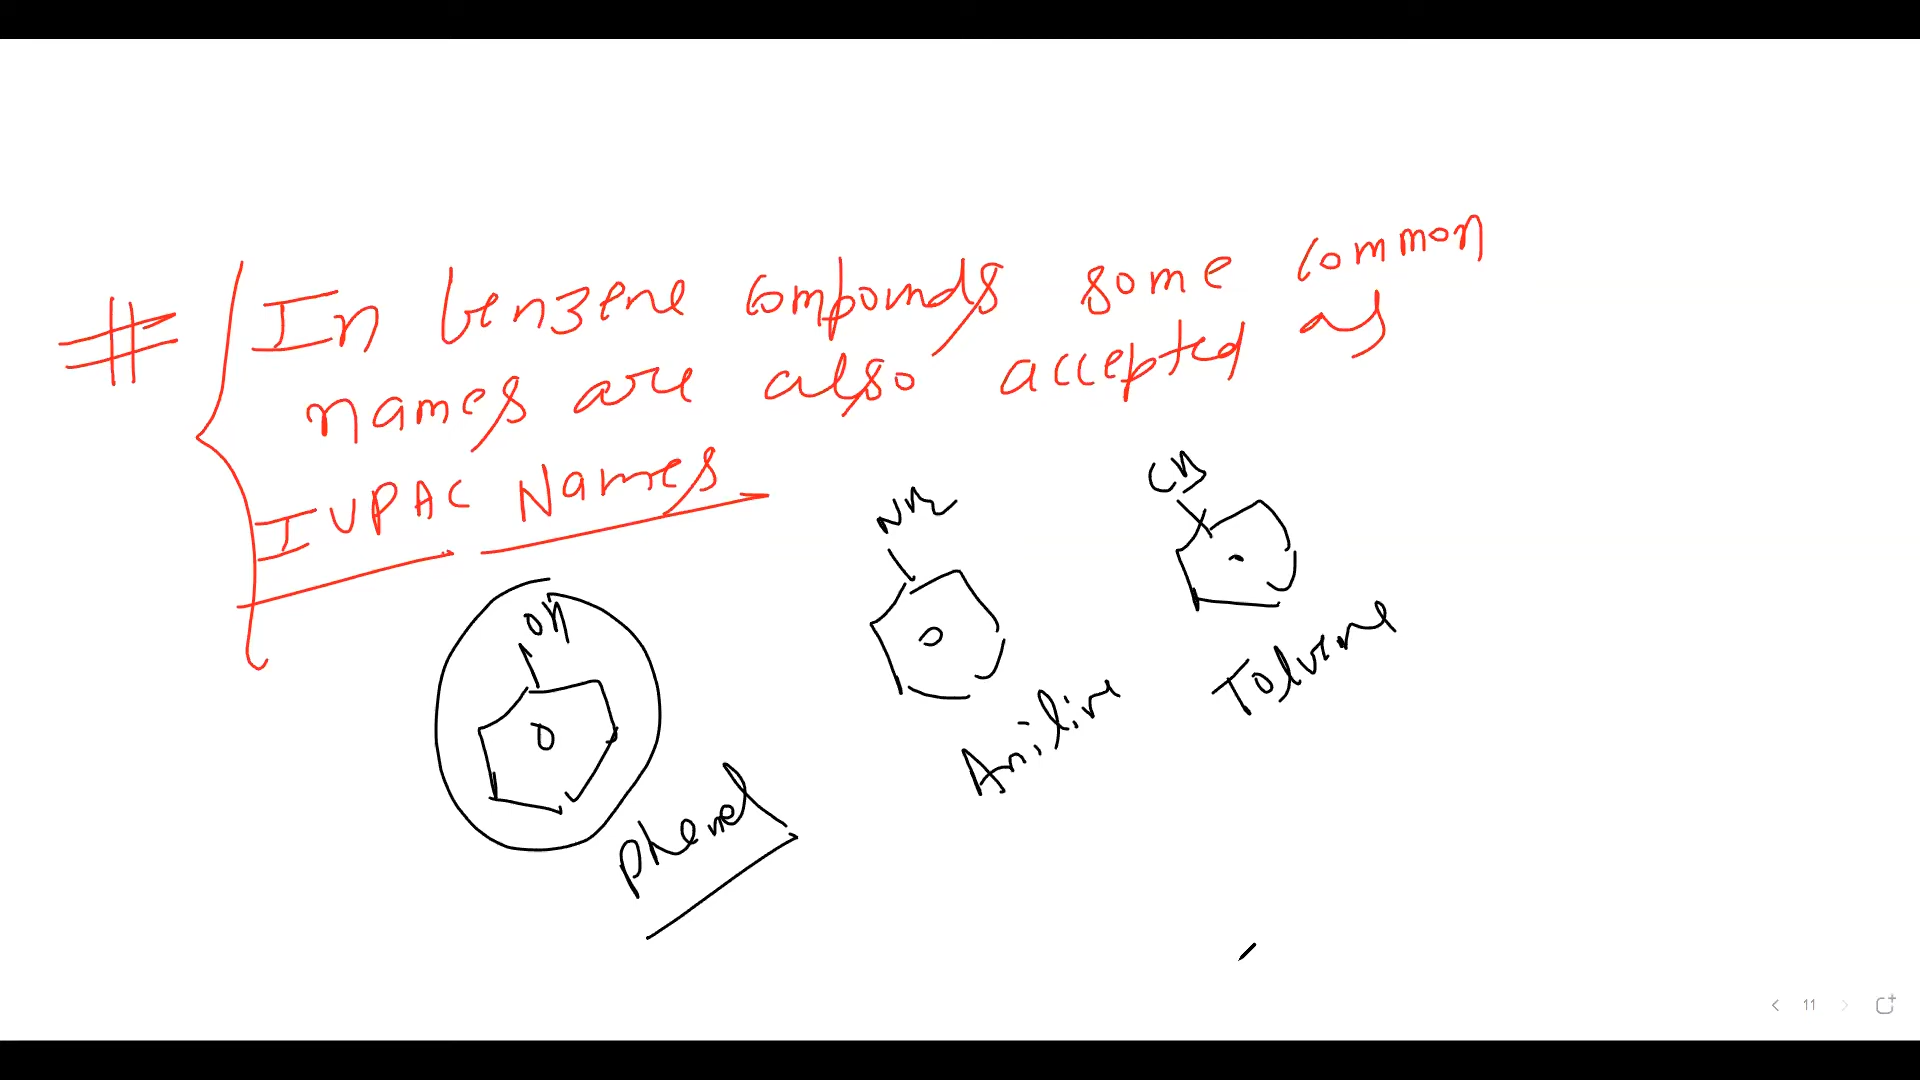 # In benzene compounds some common
names are also accepted as
IUPAC Names
OH
Phenol
NH2
Aniline
CH3
Toluene
11